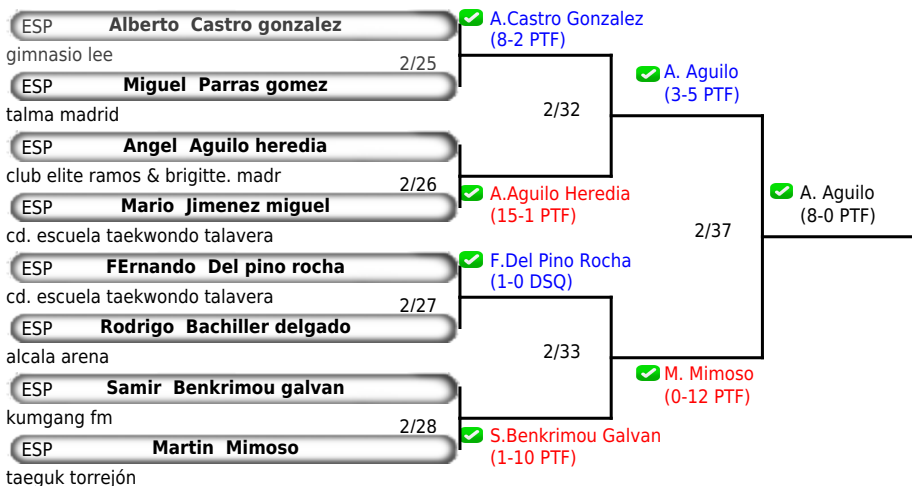 ESP Alberto Castro gonzalez
gimnasio lee
2/25
ESP Miguel Parras gomez
talma madrid
ESP Angel Aguilo heredia
club elite ramos & brigitte. madr
2/26
ESP Mario Jimenez miguel
cd. escuela taekwondo talavera
ESP FErnando Del pino rocha
cd. escuela taekwondo talavera
2/27
ESP Rodrigo Bachiller delgado
alcala arena
ESP Samir Benkrimou galvan
kumgang fm
2/28
ESP Martin Mimoso
taeguk torrejón
A.Castro Gonzalez
(8-2 PTF)
2/32
A.Aguilo Heredia
(15-1 PTF)
F.Del Pino Rocha
(1-0 DSQ)
2/33
S.Benkrimou Galvan
(1-10 PTF)
A. Aguilo
(3-5 PTF)
2/37
M. Mimoso
(0-12 PTF)
A. Aguilo
(8-0 PTF)